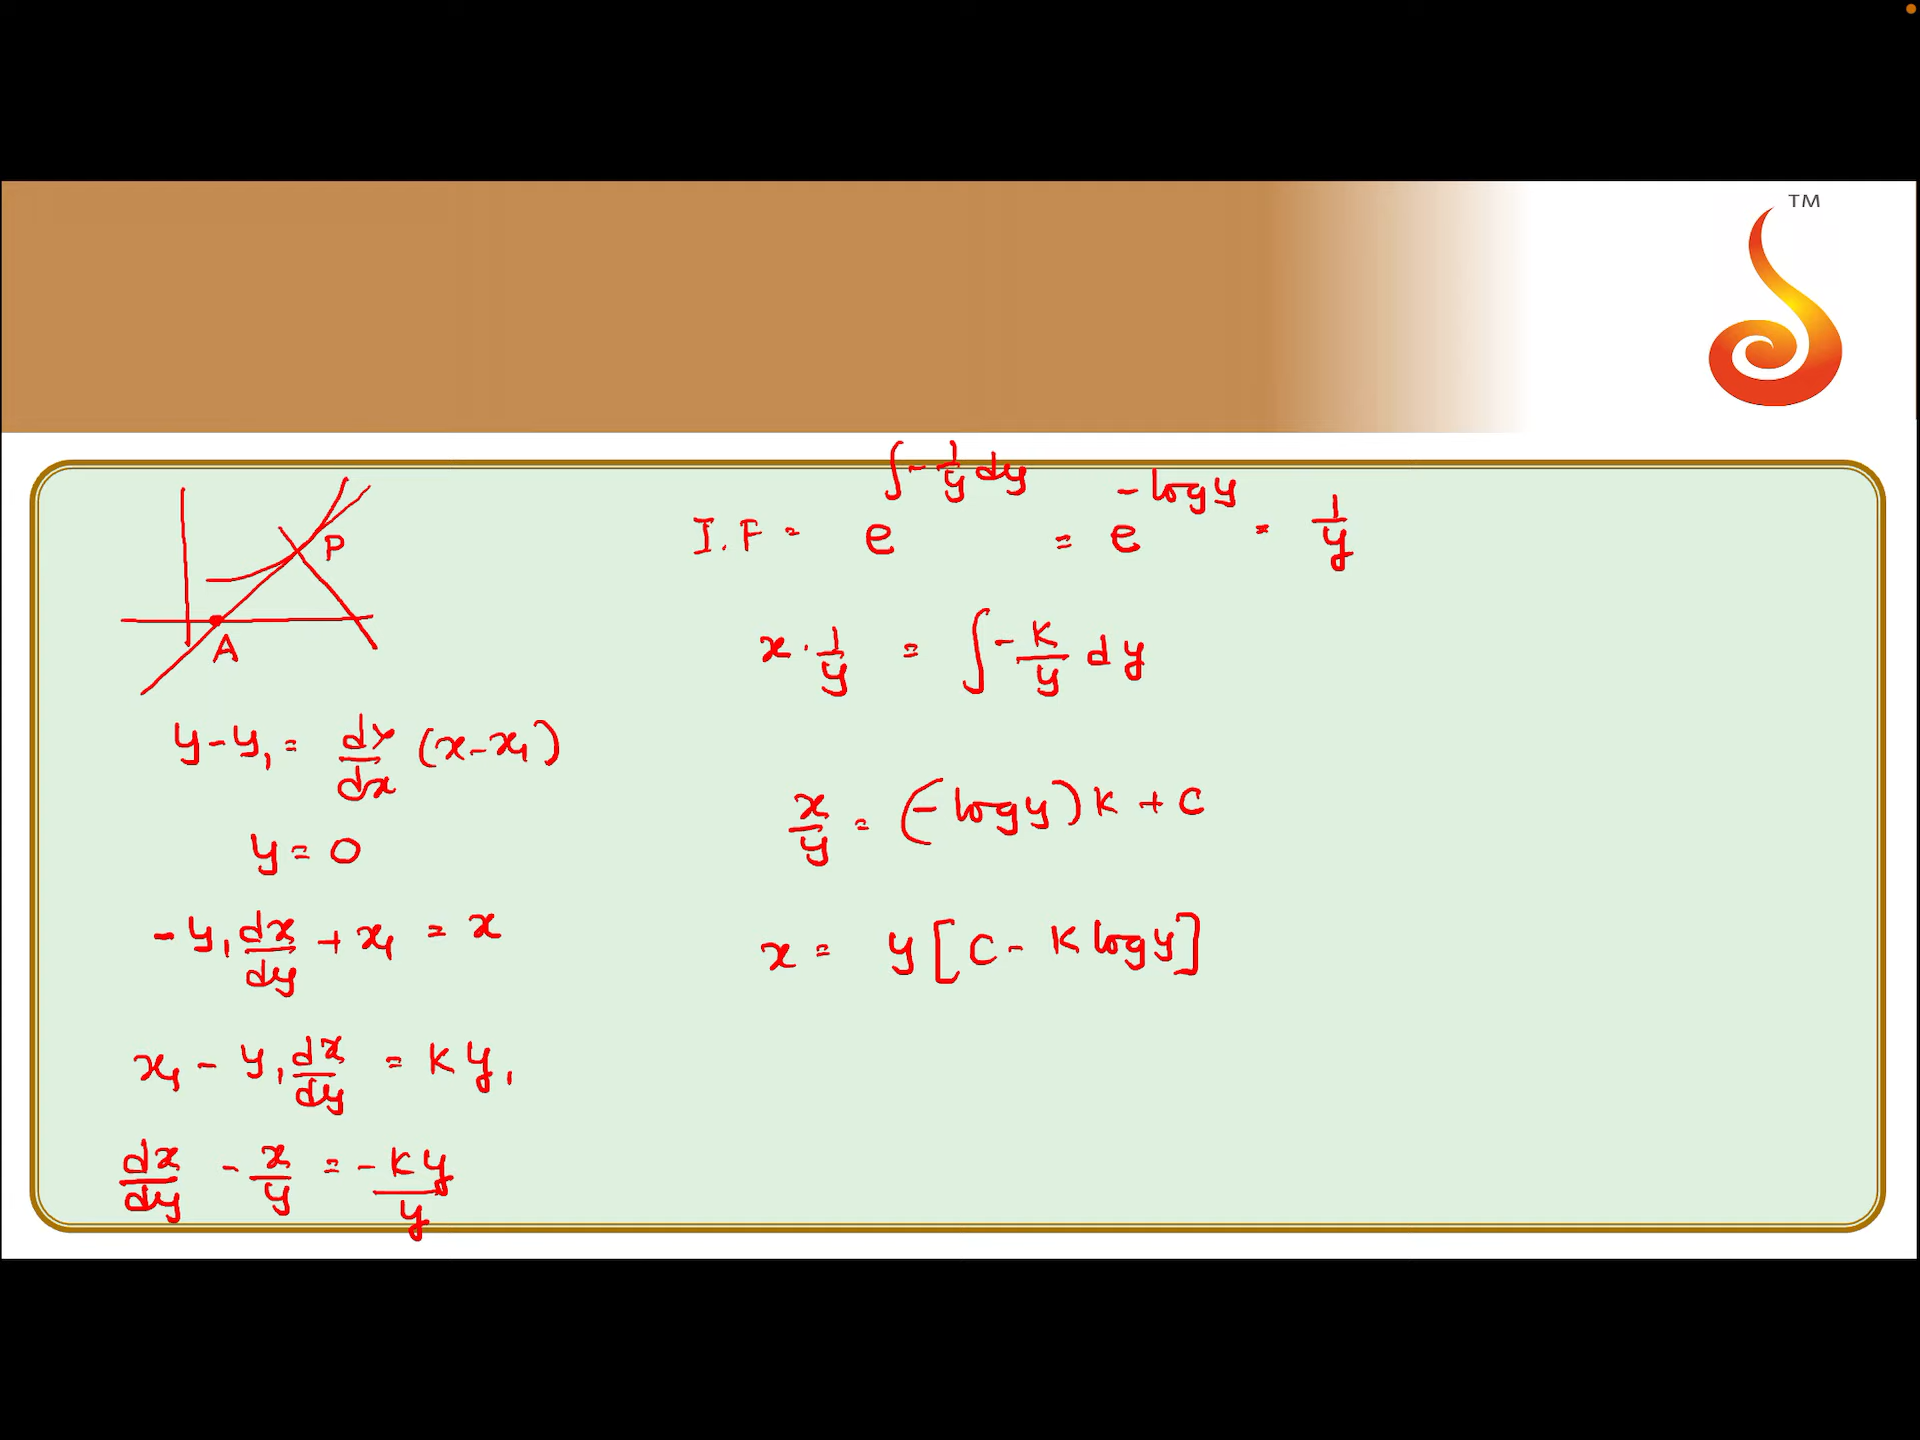 TM
P
A
y-y₁ = dy/dx (x-x₁)
y = 0
-y₁ dx/dy + x₁ = x
x₁ - y₁ dx/dy = K y₁
dx/dy - x/y = -Ky/y
I.F = e^(∫-1/y dy) = e^(-log y) = 1/y
x · 1/y = ∫ -K/y dy
x/y = (-log y) K + C
x = y [C - K log y]